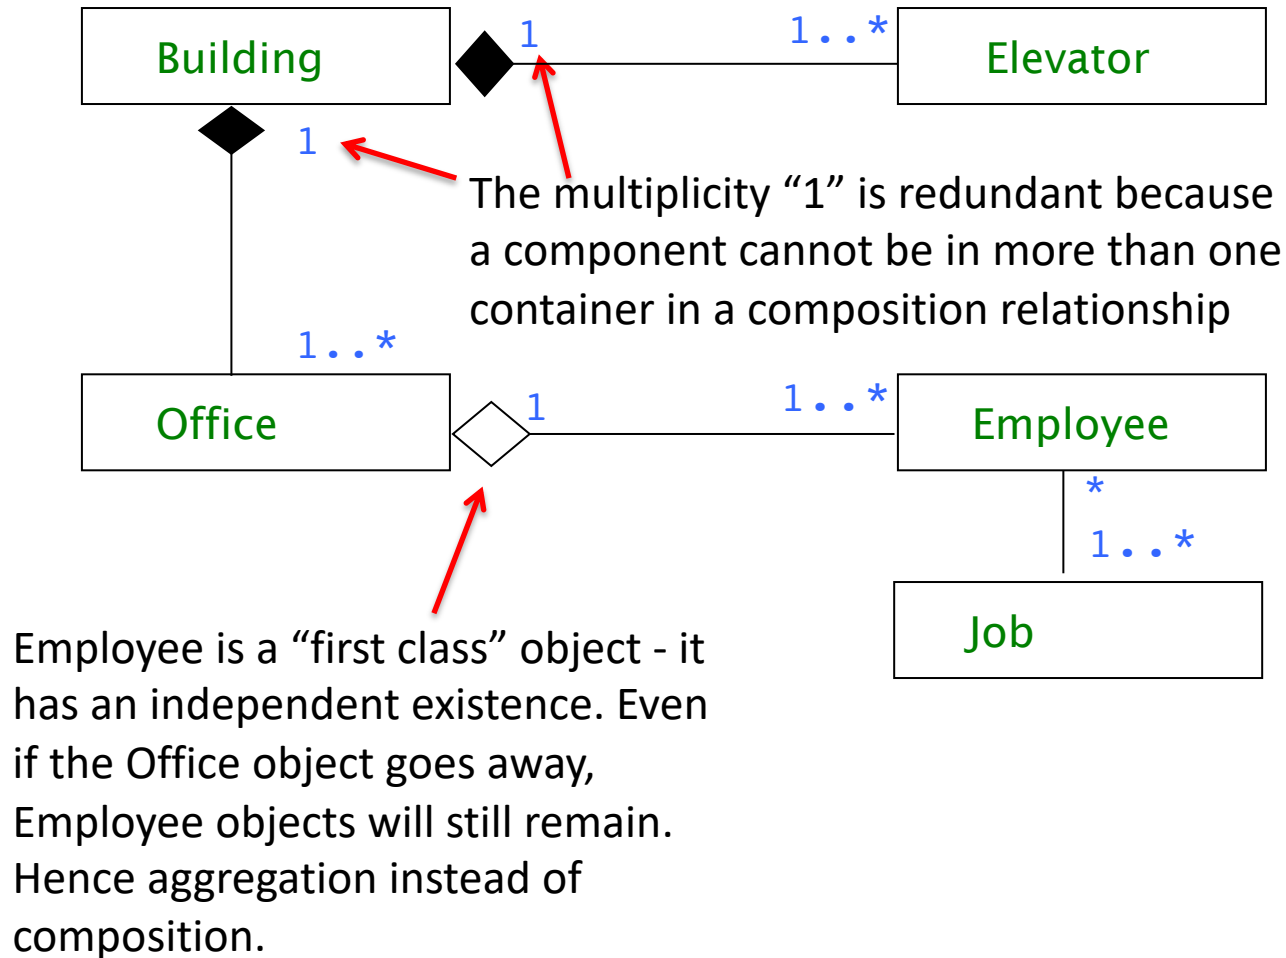 Building
1
1..*
Elevator
1
The multiplicity “1” is redundant because
a component cannot be in more than one
container in a composition relationship
1..*
Office
1
1..*
Employee
*
1..*
Job
Employee is a “first class” object - it
has an independent existence. Even
if the Office object goes away,
Employee objects will still remain.
Hence aggregation instead of
composition.